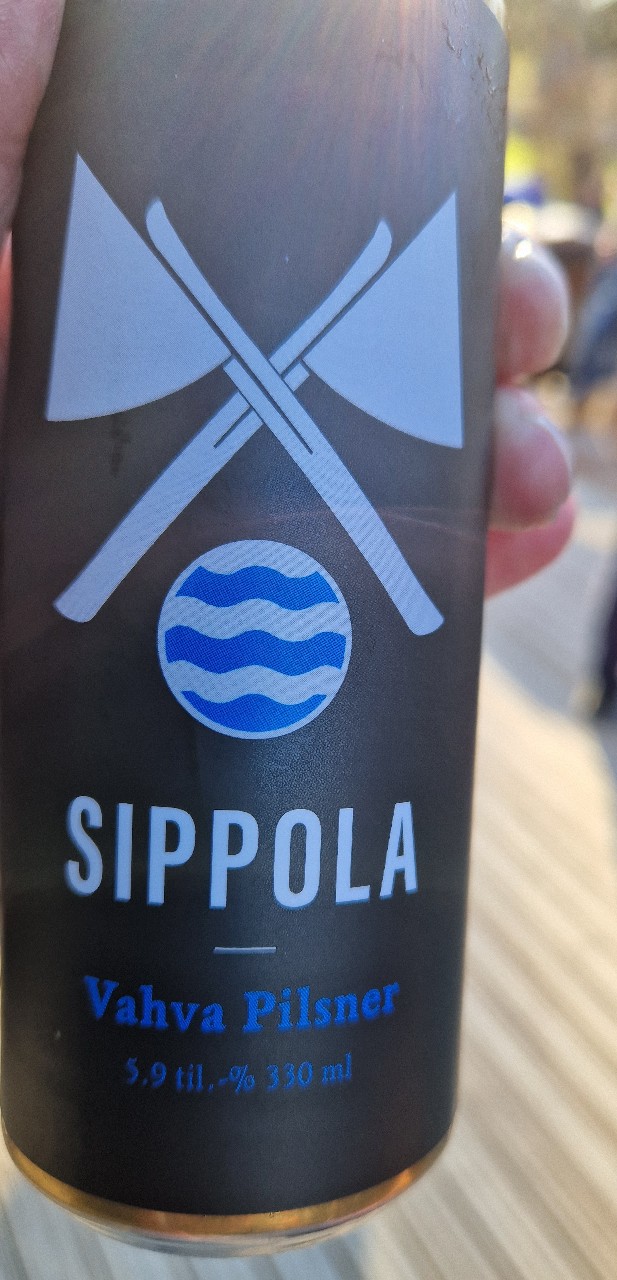 SIPPOLA
Vahva Pilsner
5,9 til.-% 330 ml